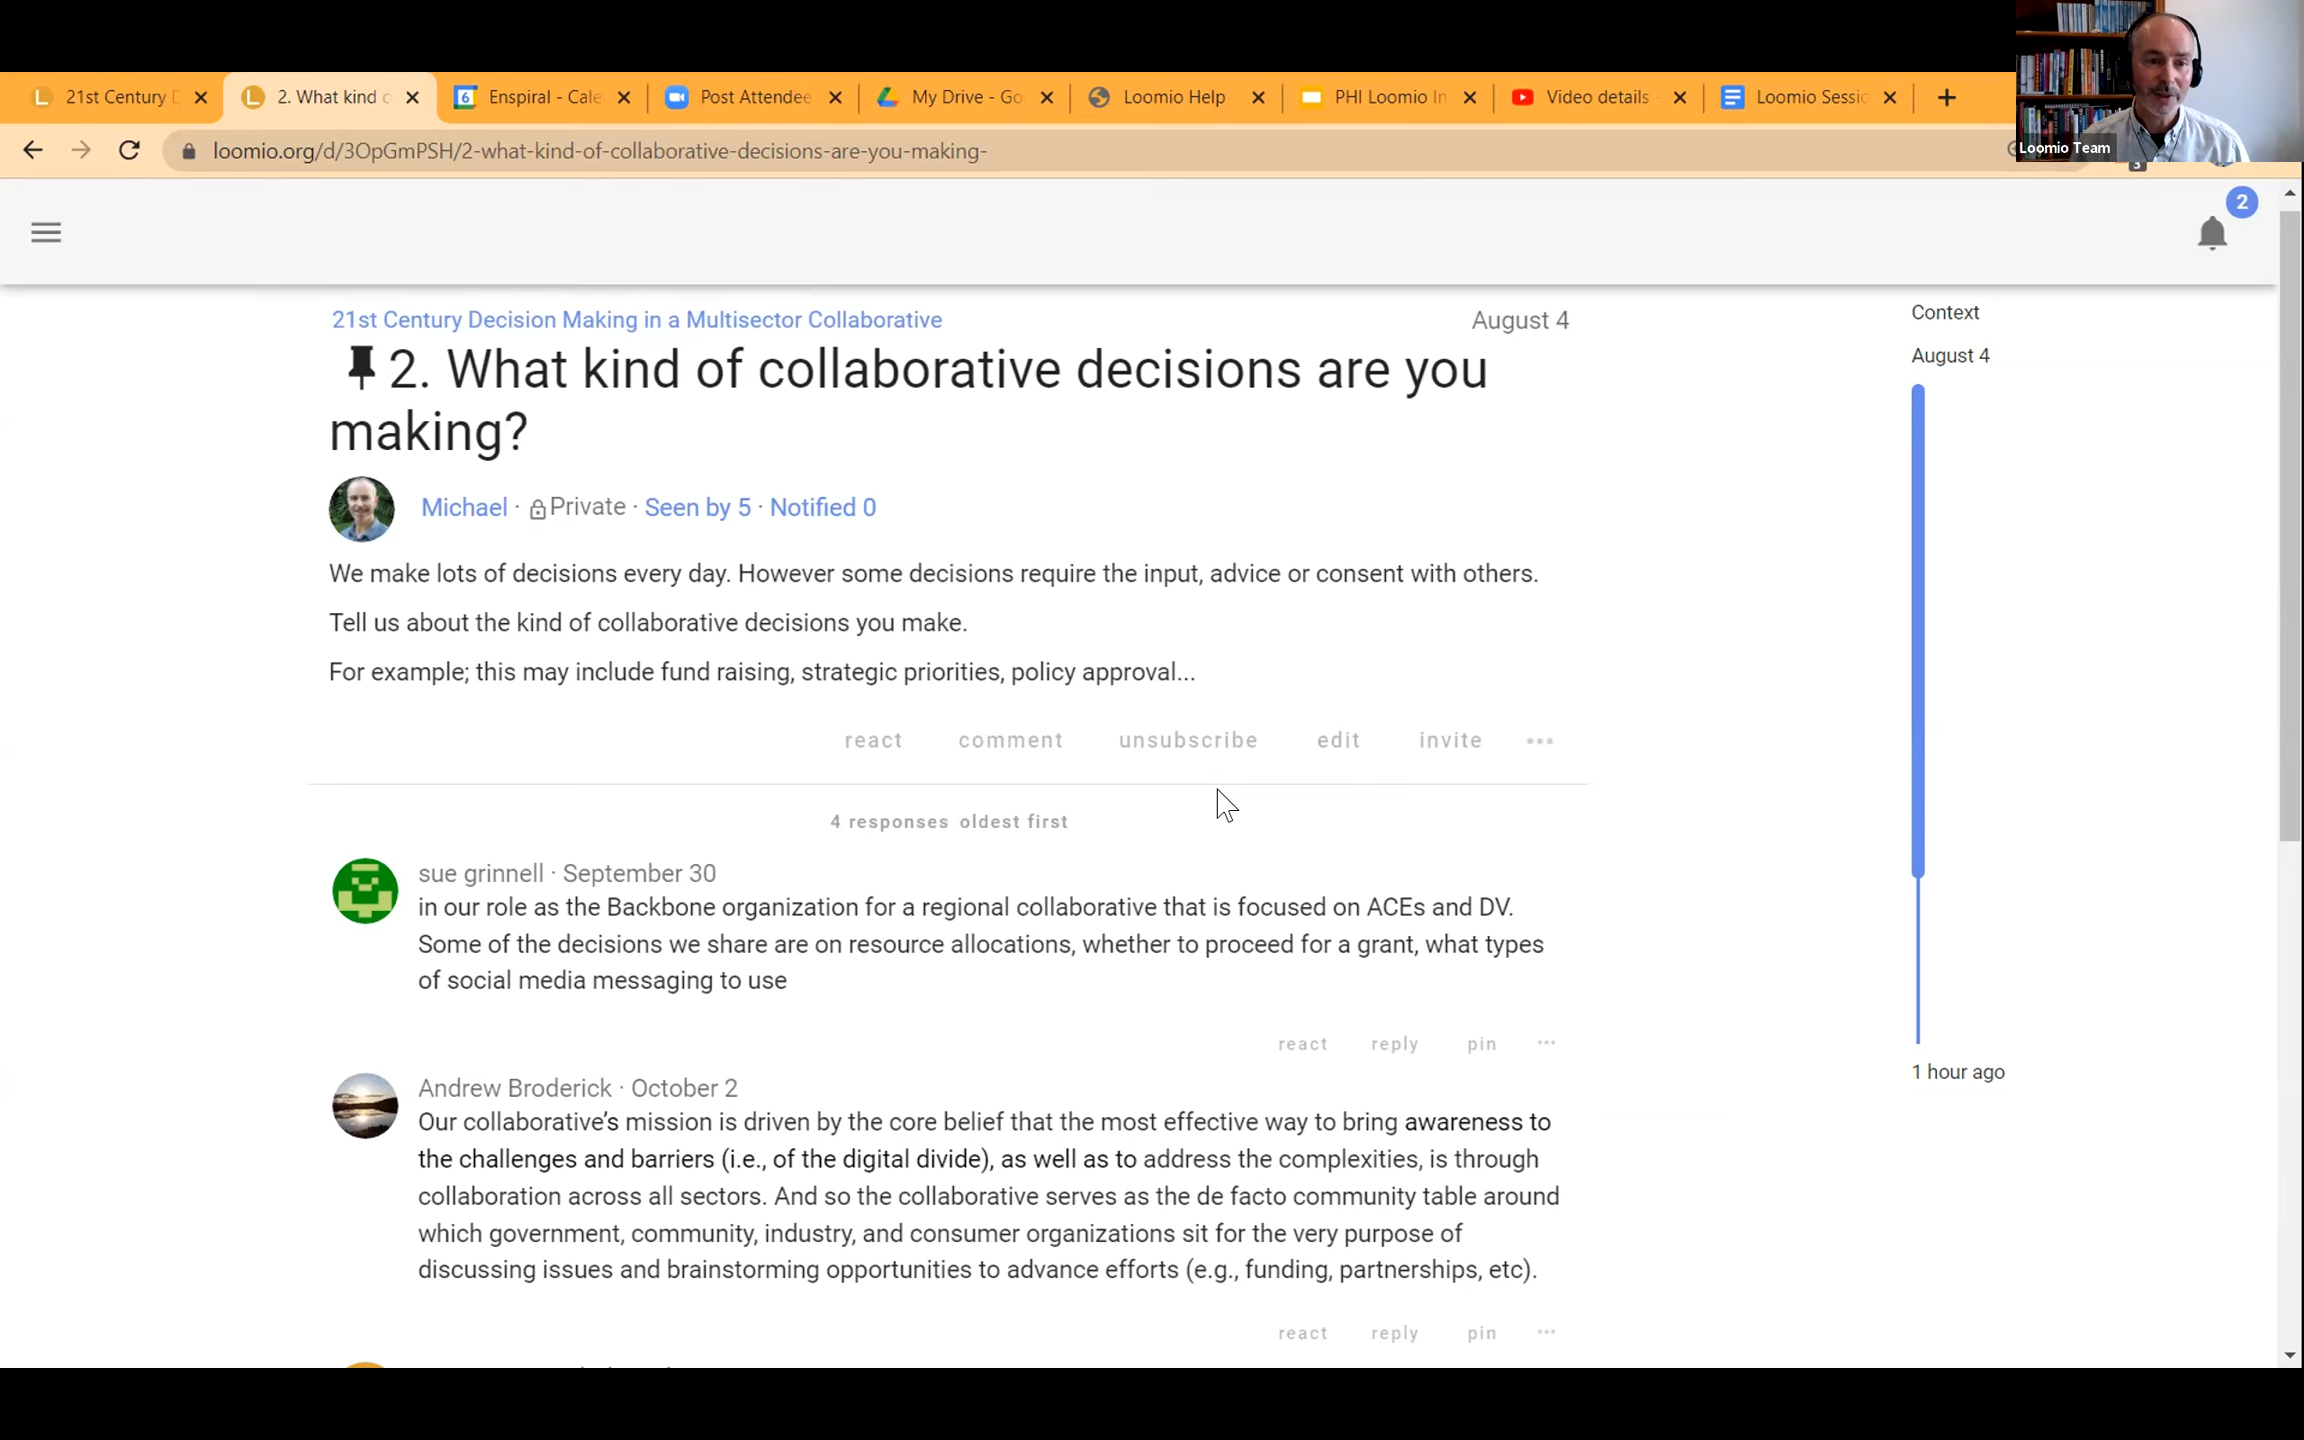 21st Century D
2. What kind o
6
Enspiral - Cale
Post Attendee
My Drive - Go
Loomio Help
PHI Loomio In
Video details
Loomio Sessio
loomio.org/d/3OpGmPSH/2-what-kind-of-collaborative-decisions-are-you-making-
Loomio Team
3
2
21st Century Decision Making in a Multisector Collaborative
August 4
2. What kind of collaborative decisions are you
making?
Michael · Private · Seen by 5 · Notified 0
We make lots of decisions every day. However some decisions require the input, advice or consent with others.
Tell us about the kind of collaborative decisions you make.
For example; this may include fund raising, strategic priorities, policy approval...
react comment unsubscribe edit invite
4 responses oldest first
sue grinnell · September 30
in our role as the Backbone organization for a regional collaborative that is focused on ACEs and DV.
Some of the decisions we share are on resource allocations, whether to proceed for a grant, what types
of social media messaging to use
react reply pin
Andrew Broderick · October 2
Our collaborative’s mission is driven by the core belief that the most effective way to bring awareness to
the challenges and barriers (i.e., of the digital divide), as well as to address the complexities, is through
collaboration across all sectors. And so the collaborative serves as the de facto community table around
which government, community, industry, and consumer organizations sit for the very purpose of
discussing issues and brainstorming opportunities to advance efforts (e.g., funding, partnerships, etc).
react reply pin
Context
August 4
1 hour ago